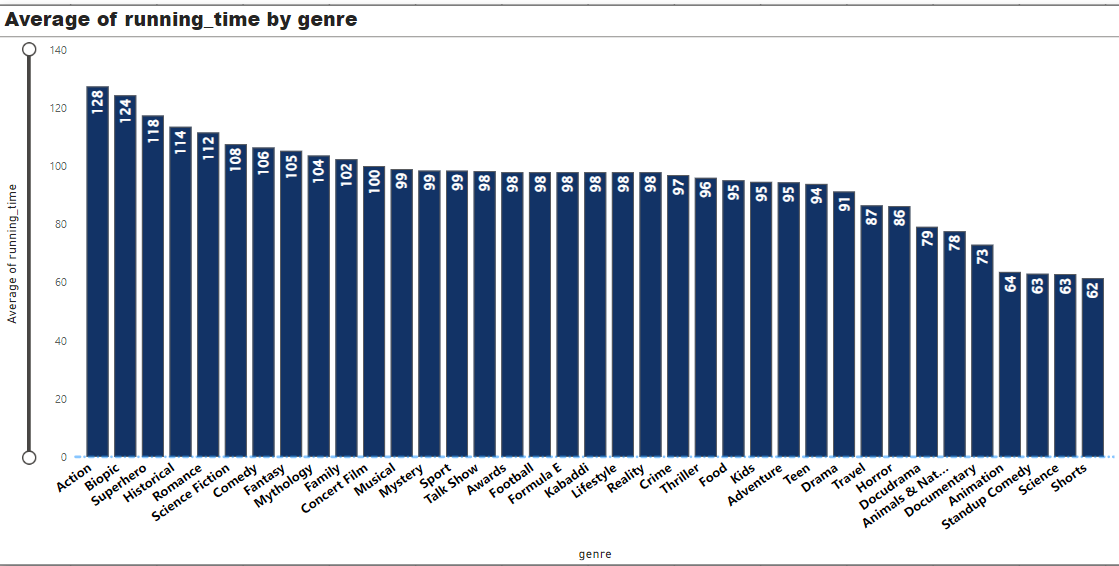 Average of running_time by genre
140
120
100
80
60
40
20
0
Average of running_time
128
124
118
114
112
108
106
105
104
102
100
99
99
99
98
98
98
98
98
98
98
97
96
95
95
95
94
91
87
86
79
78
73
64
63
63
62
Action
Biopic
Superhero
Historical
Romance
Science Fiction
Comedy
Fantasy
Mythology
Family
Concert Film
Musical
Mystery
Sport
Talk Show
Awards
Football
Formula E
Kabaddi
Lifestyle
Reality
Crime
Thriller
Food
Kids
Adventure
Teen
Drama
Travel
Horror
Docudrama
Animals & Nat...
Documentary
Animation
Standup Comedy
Science
Shorts
genre